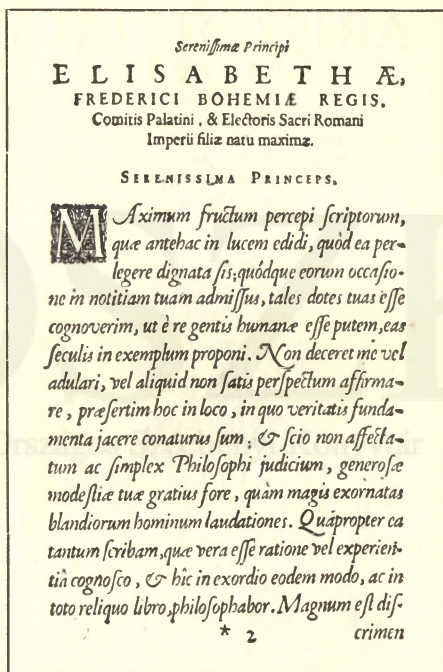 Sereniſſimæ Principi
ELISABETHÆ,
FREDERICI BOHEMIÆ REGIS,
Comitis Palatini, & Electoris Sacri Romani
Imperii filiæ natu maximæ.
SERENISSIMA PRINCEPS,
MAximum fructum percepi ſcriptorum,
quæ antehac in lucem edidi, quòd ea per-
legere dignata ſis; quódque eorum occaſio-
ne in notitiam tuam admiſſus, tales dotes tuas eſſe
cognoverim, ut è re gentis humanæ eſſe putem, eas
ſeculis in exemplum proponi. Non deceret me vel
adulari, vel aliquid non ſatis perſpectum affirma-
re, præſertim hoc in loco, in quo veritatis funda-
menta jacere conaturus ſum; & ſcio non affecta-
tum ac ſimplex Philoſophi judicium, generoſæ
modeſtiæ tuæ gratius fore, quàm magis exornatas
blandiorum hominum laudationes. Quapropter ea
tantum ſcribam, quæ vera eſſe ratione vel experien-
tiâ cognoſco, & hîc in exordio eodem modo, ac in
toto reliquo libro, philoſophabor. Magnum eſt diſ-
* 2 crimen